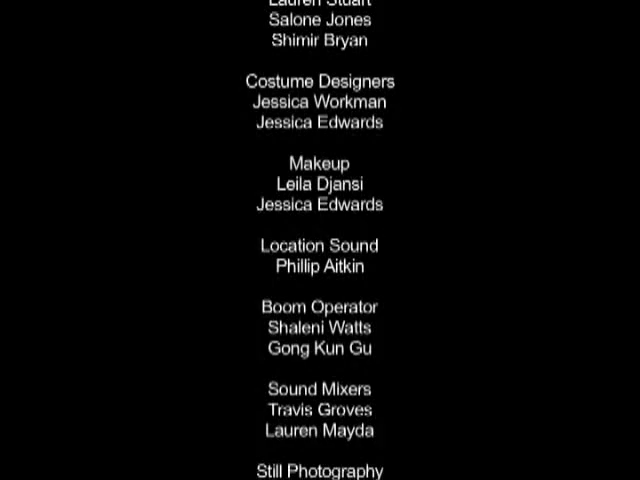 Lauren Stuart
Salone Jones
Shimir Bryan
Costume Designers
Jessica Workman
Jessica Edwards
Makeup
Leila Djansi
Jessica Edwards
Location Sound
Phillip Aitkin
Boom Operator
Shaleni Watts
Gong Kun Gu
Sound Mixers
Travis Groves
Lauren Mayda
Still Photography